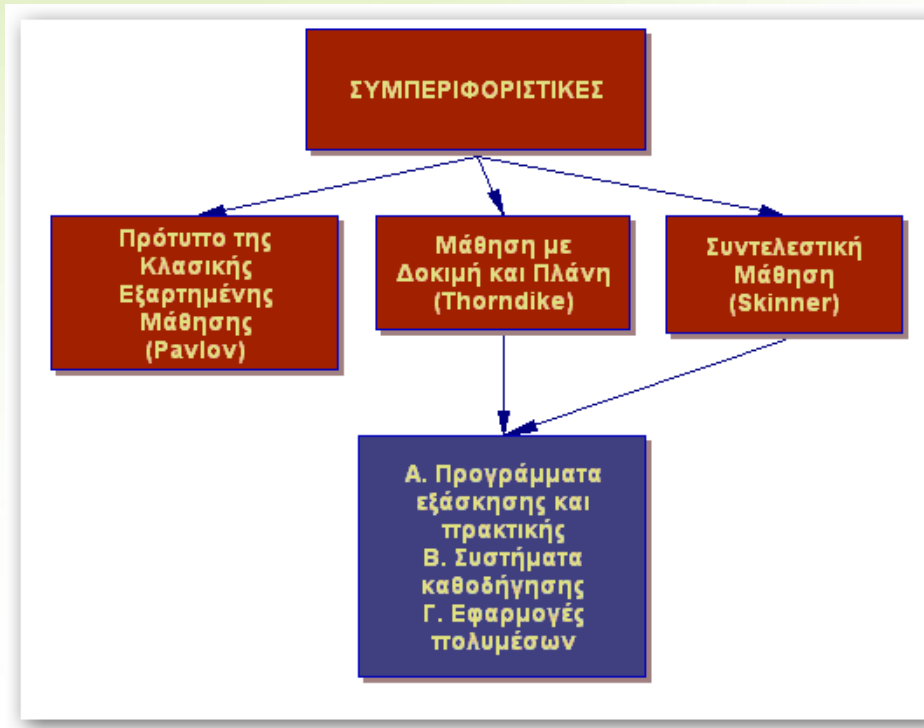 ΣΥΜΠΕΡΙΦΟΡΙΣΤΙΚΕΣ
Πρότυπο της
Κλασικής
Εξαρτημένης
Μάθησης
(Pavlov)
Μάθηση με
Δοκιμή και Πλάνη
(Thorndike)
Συντελεστική
Μάθηση
(Skinner)
Α. Προγράμματα
εξάσκησης και
πρακτικής
Β. Συστήματα
καθοδήγησης
Γ. Εφαρμογές
πολυμέσων